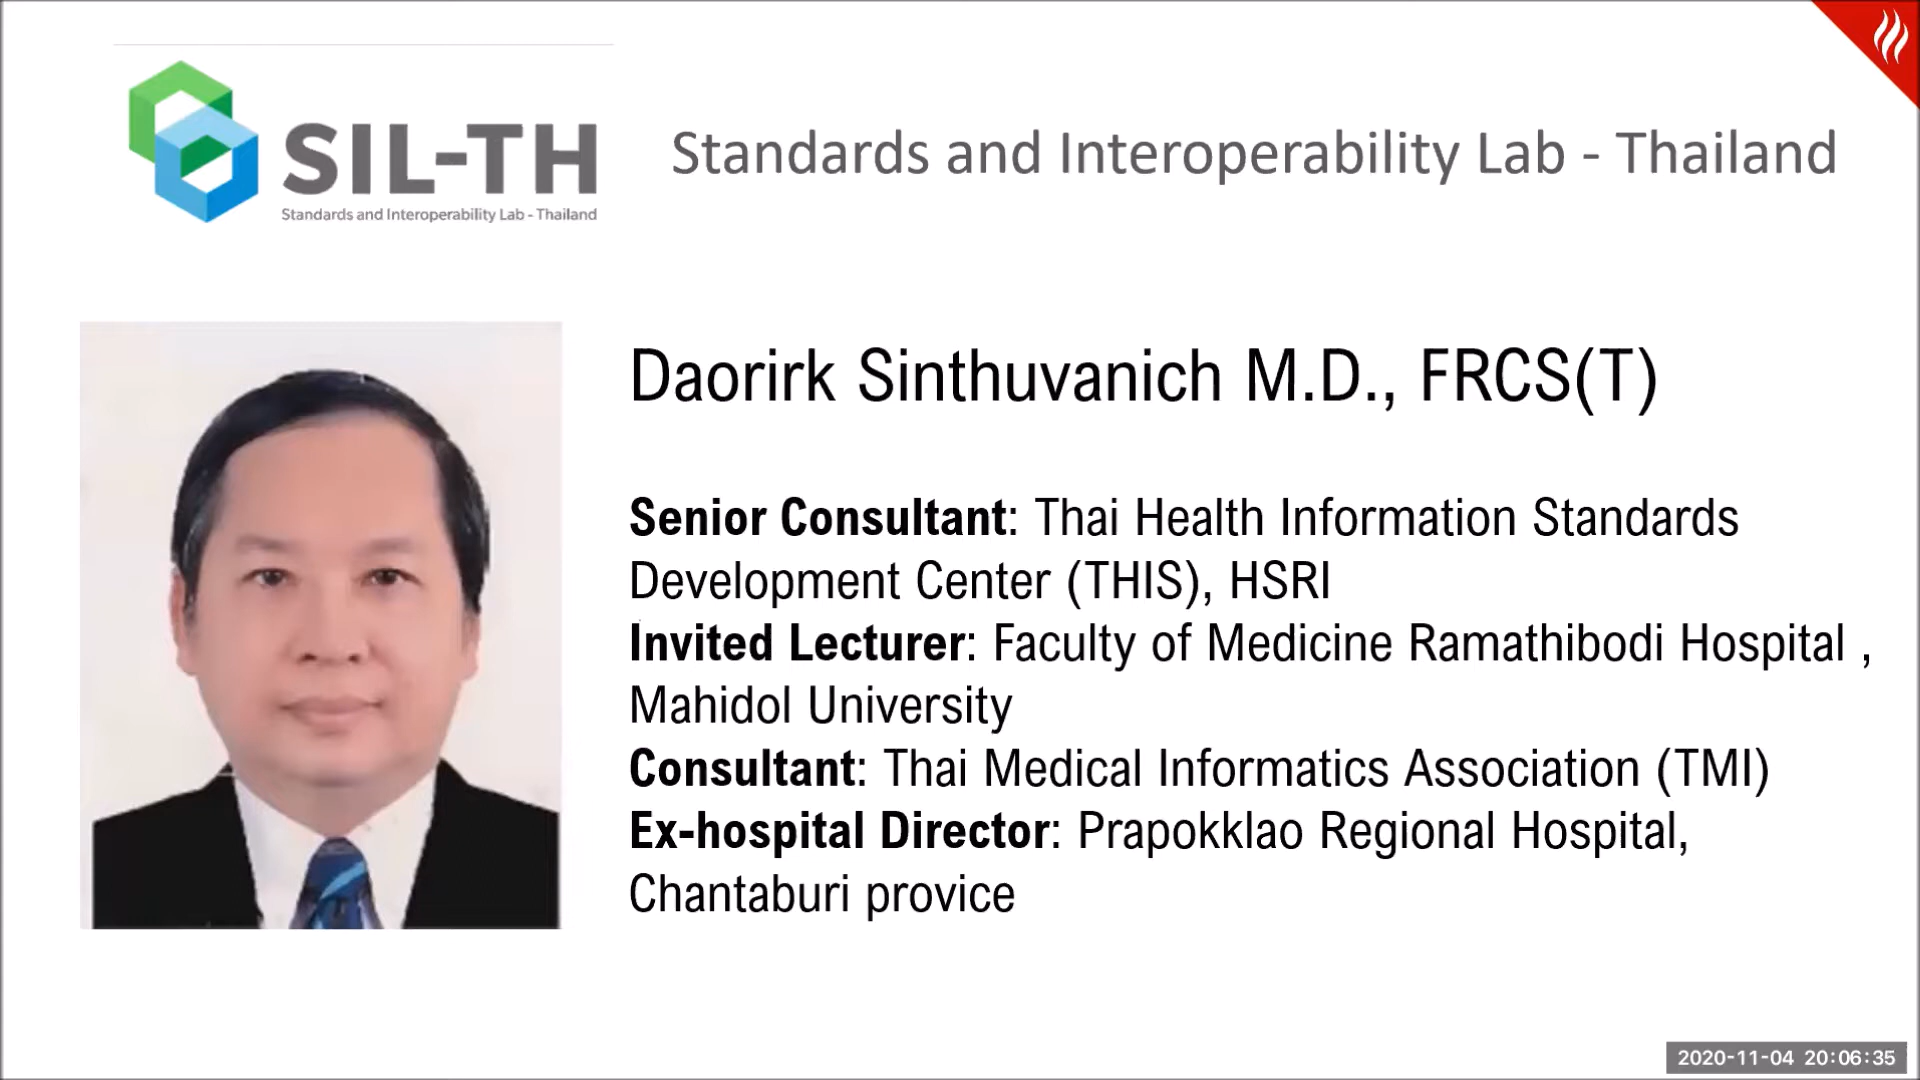 SIL-TH
Standards and Interoperability Lab - Thailand
Standards and Interoperability Lab - Thailand
Daorirk Sinthuvanich M.D., FRCS(T)
Senior Consultant: Thai Health Information Standards
Development Center (THIS), HSRI
Invited Lecturer: Faculty of Medicine Ramathibodi Hospital ,
Mahidol University
Consultant: Thai Medical Informatics Association (TMI)
Ex-hospital Director: Prapokklao Regional Hospital,
Chantaburi provice
2020-11-04 20:06:35